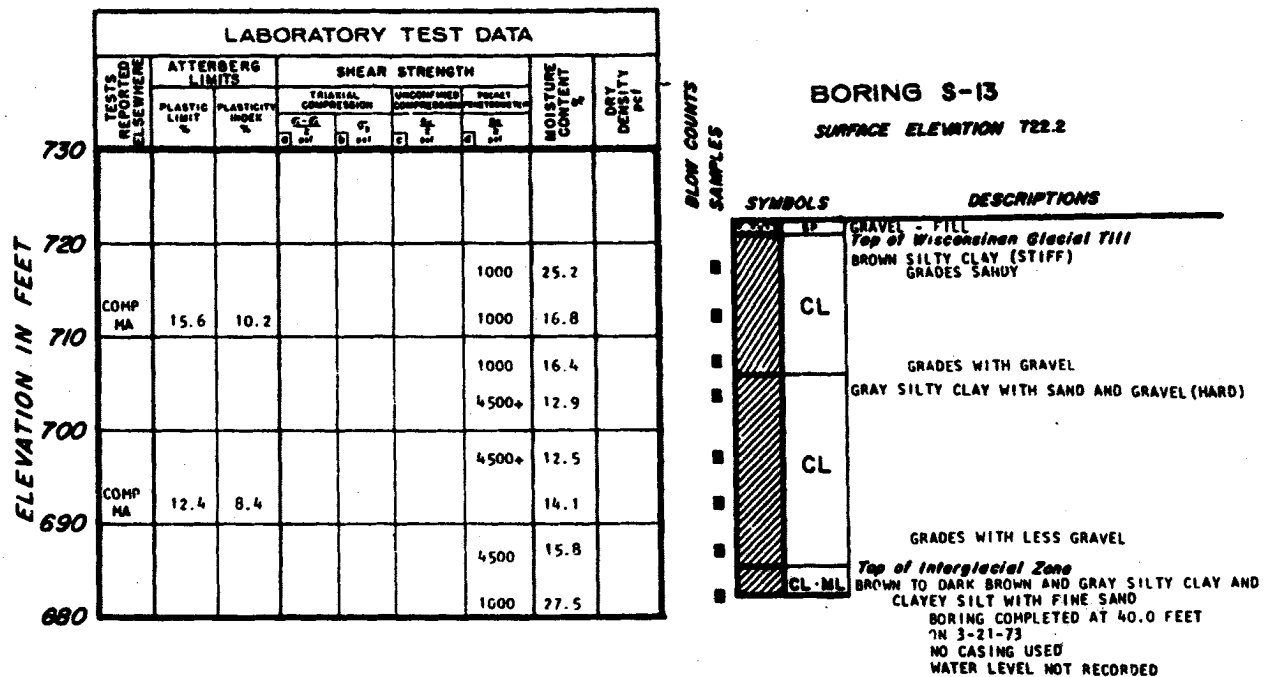 LABORATORY TEST DATA
TESTS REPORTED ELSEWHERE
ATTERBERG LIMITS
SHEAR STRENGTH
MOISTURE CONTENT %
DRY DENSITY pcf
PLASTIC LIMIT %
PLASTICITY INDEX %
TRIAXIAL COMPRESSION
UNCONFINED COMPRESSION
POCKET PENETROMETER
a psf
b psf
c psf
d psf
ELEVATION IN FEET
730
720
1000 25.2
COMP MA 15.6 10.2 1000 16.8
710
1000 16.4
4500+ 12.9
700
4500+ 12.5
COMP MA 12.4 8.4 14.1
690
4500 15.8
1000 27.5
680
BORING S-13
SURFACE ELEVATION 722.2
BLOW COUNTS
SAMPLES
SYMBOLS
DESCRIPTIONS
GRAVEL - FILL
Top of Wisconsinan Glacial Till
BROWN SILTY CLAY (STIFF)
GRADES SANDY
CL
GRADES WITH GRAVEL
GRAY SILTY CLAY WITH SAND AND GRAVEL (HARD)
CL
GRADES WITH LESS GRAVEL
Top of Interglacial Zone
CL-ML BROWN TO DARK BROWN AND GRAY SILTY CLAY AND
CLAYEY SILT WITH FINE SAND
BORING COMPLETED AT 40.0 FEET
ON 3-21-73
NO CASING USED
WATER LEVEL NOT RECORDED